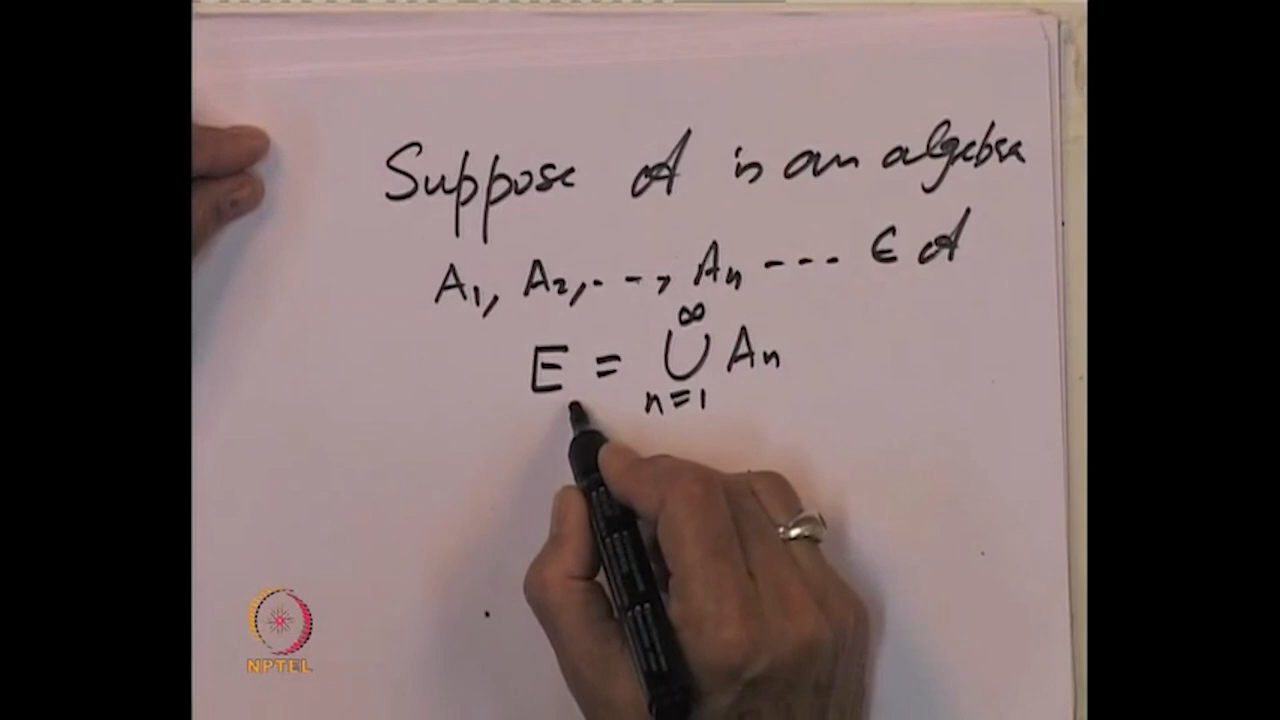 Suppose 𝒜 is an algebra
A₁, A₂, - - -, Aₙ - - - - ∈ 𝒜
E = ⋃ₙ₌₁^∞ Aₙ
NPTEL